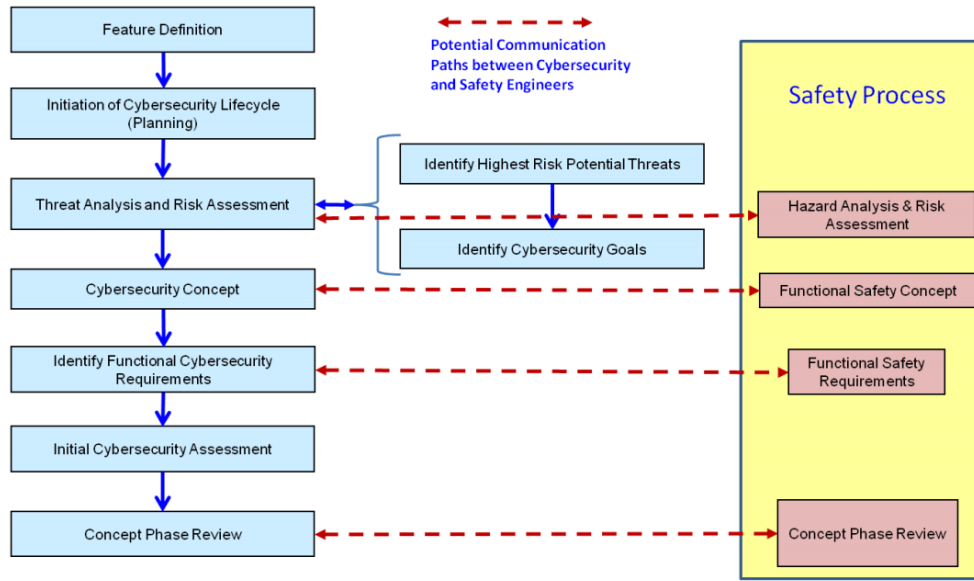 Feature Definition
Potential Communication
Paths between Cybersecurity
and Safety Engineers
Safety Process
Initiation of Cybersecurity Lifecycle
(Planning)
Identify Highest Risk Potential Threats
Threat Analysis and Risk Assessment
Hazard Analysis & Risk
Assessment
Identify Cybersecurity Goals
Cybersecurity Concept
Functional Safety Concept
Identify Functional Cybersecurity
Requirements
Functional Safety
Requirements
Initial Cybersecurity Assessment
Concept Phase Review
Concept Phase Review